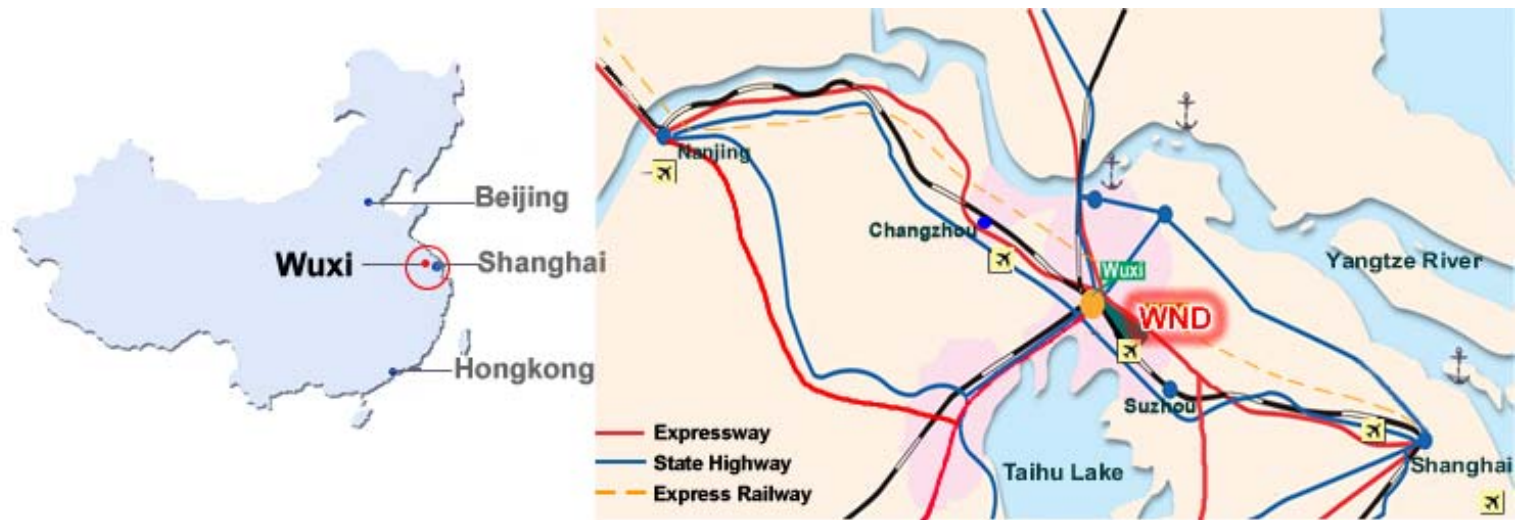 Beijing
Wuxi
Shanghai
Hongkong
Nanjing
Changzhou
Wuxi
WND
Yangtze River
Suzhou
Taihu Lake
Shanghai
Expressway
State Highway
Express Railway